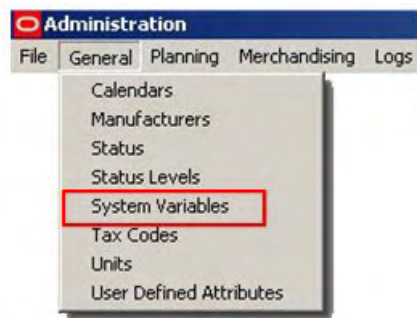 Administration
File General Planning Merchandising Logs
Calendars
Manufacturers
Status
Status Levels
System Variables
Tax Codes
Units
User Defined Attributes